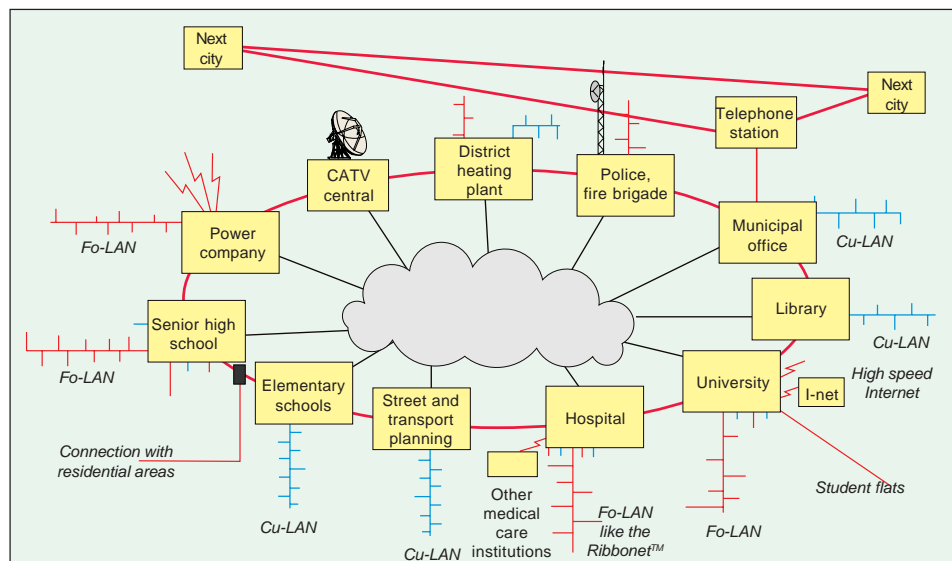 Next
city
Next
city
Telephone
station
CATV
central
District
heating
plant
Police,
fire brigade
Power
company
Fo-LAN
Municipal
office
Cu-LAN
Senior high
school
Fo-LAN
Library
Cu-LAN
Elementary
schools
Street and
transport
planning
Hospital
University
High speed
Internet
I-net
Connection with
residential areas
Student flats
Cu-LAN
Cu-LAN
Other
medical
care
institutions
Fo-LAN
like the
Ribbonet™
Fo-LAN